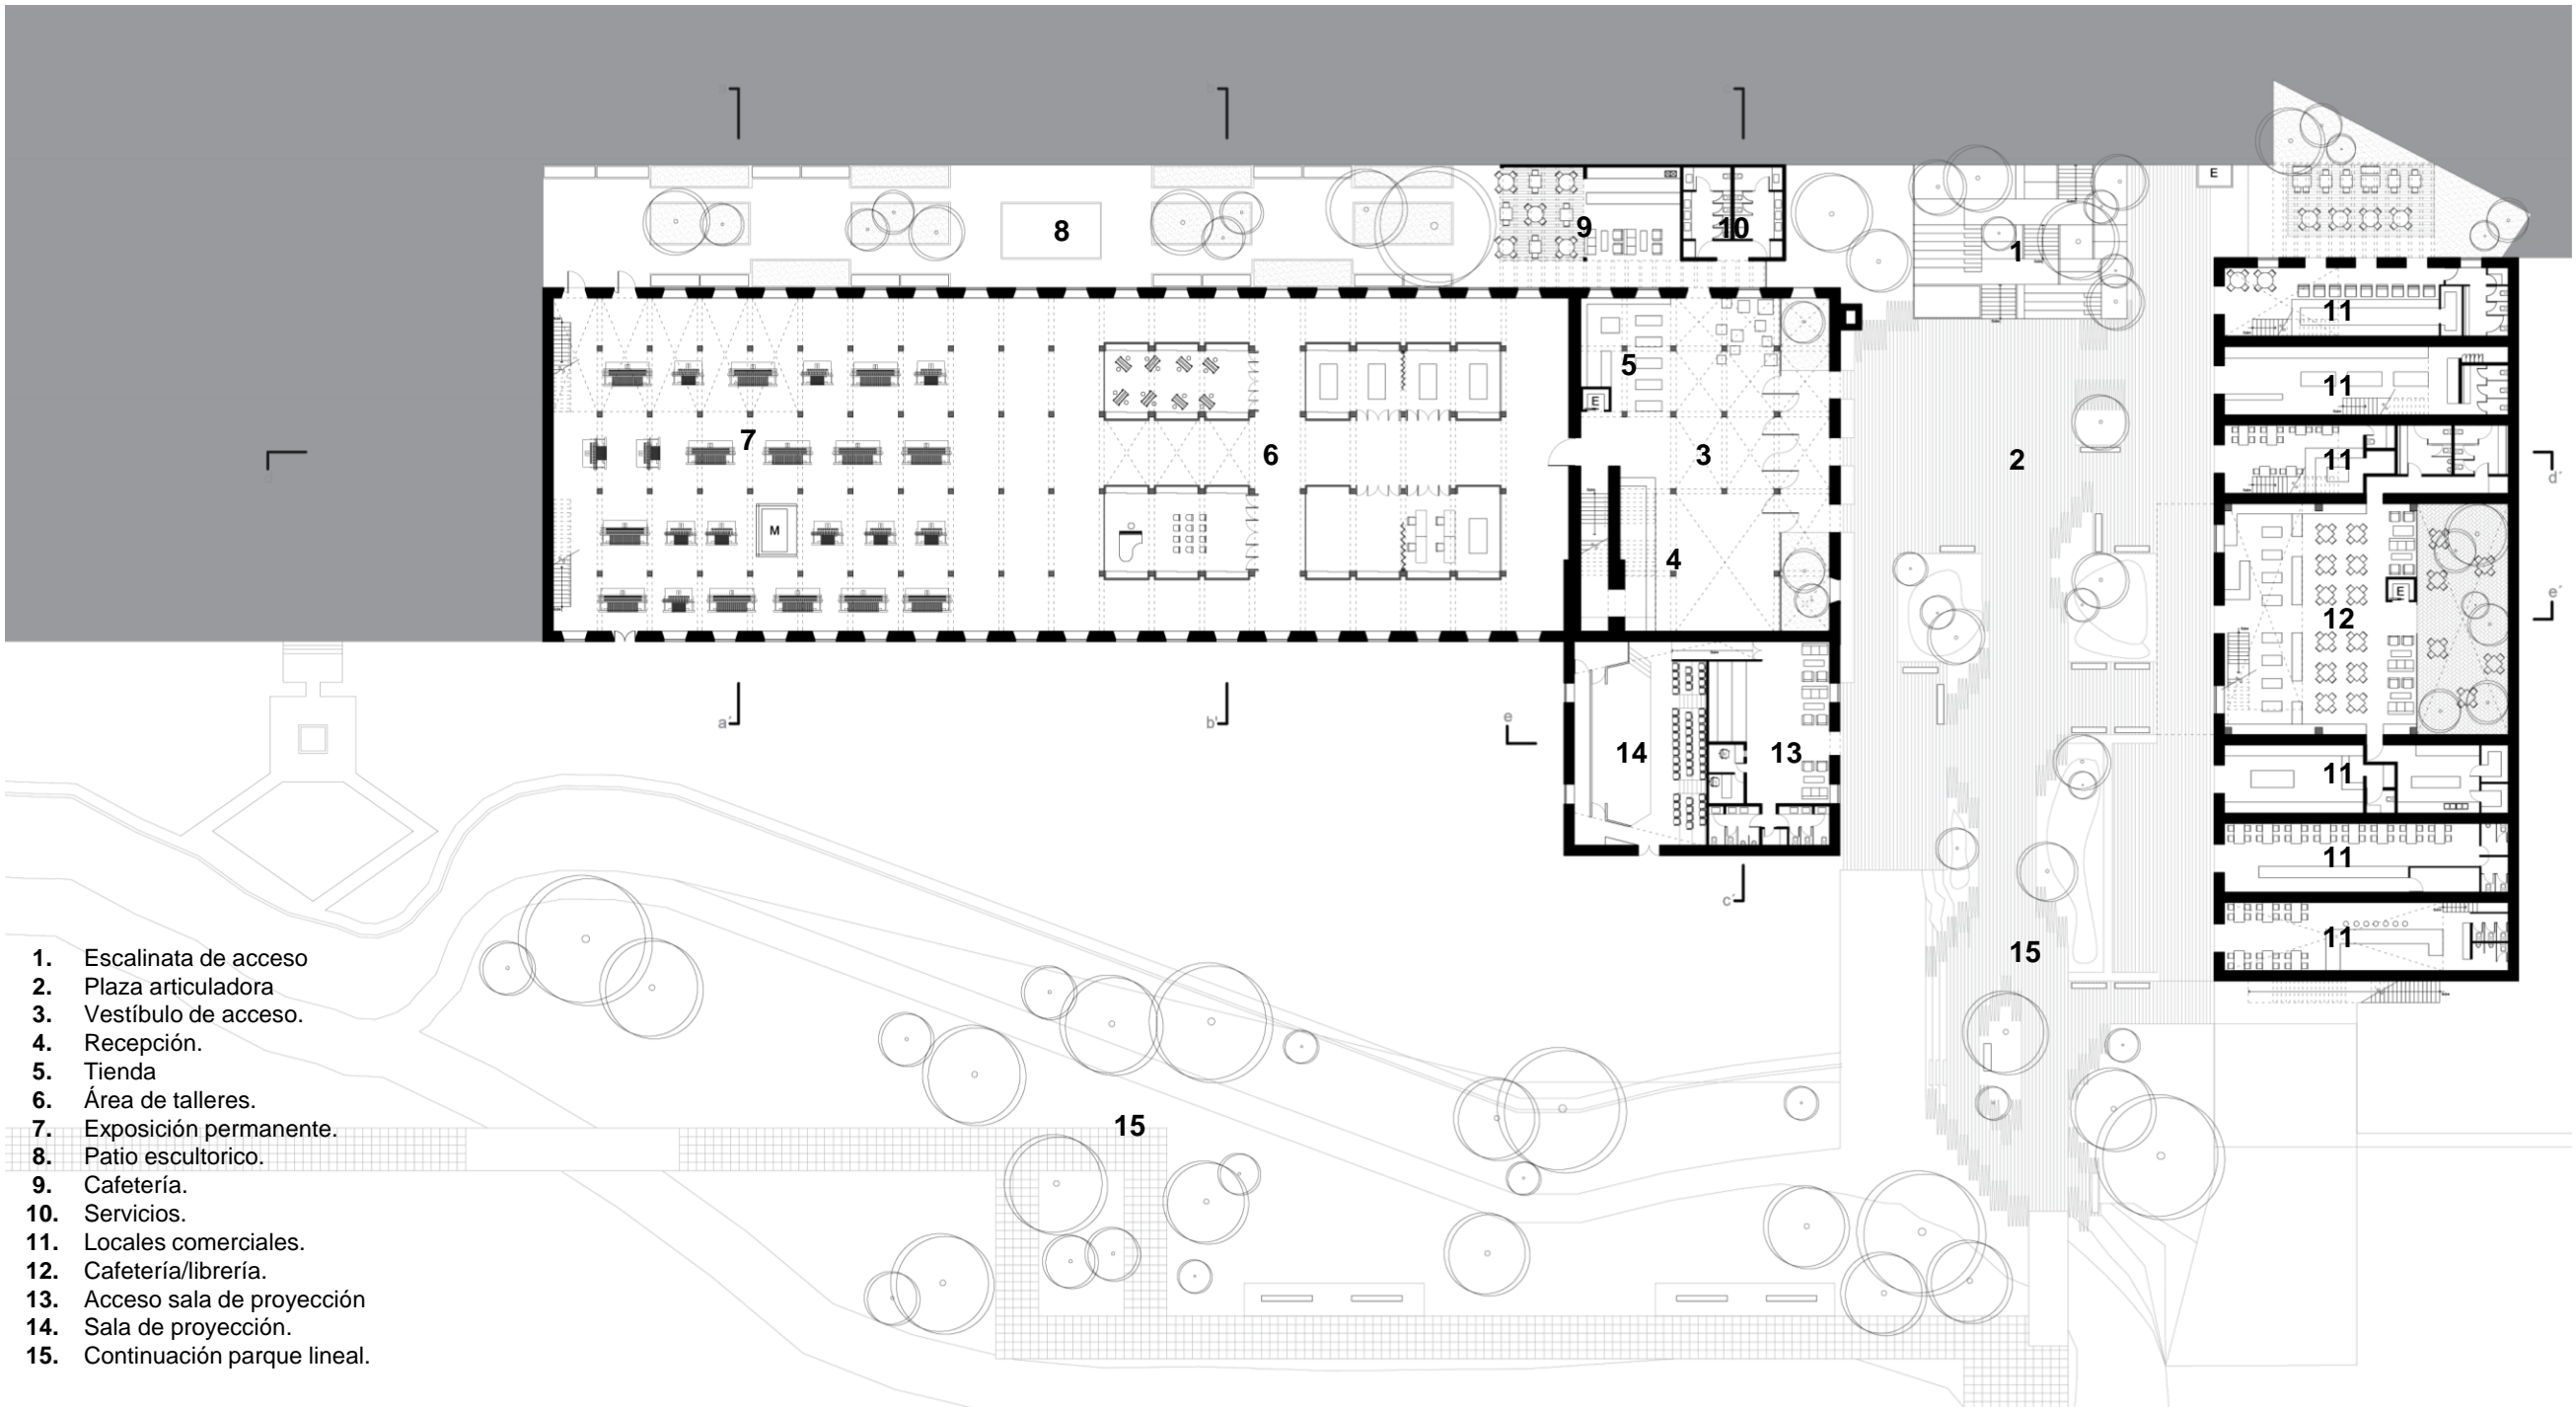 8
9
10
1
E
11
5
E
11
7
6
3
2
11
d'
M
4
e'
E
12
a'
b'
e
14
13
11
11
c'
11
15
15
1. Escalinata de acceso
2. Plaza articuladora
3. Vestíbulo de acceso.
4. Recepción.
5. Tienda
6. Área de talleres.
7. Exposición permanente.
8. Patio escultorico.
9. Cafetería.
10. Servicios.
11. Locales comerciales.
12. Cafetería/librería.
13. Acceso sala de proyección
14. Sala de proyección.
15. Continuación parque lineal.